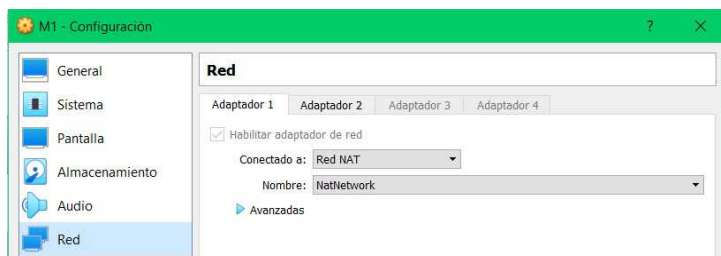 M1 - Configuración ? ×
General
Sistema
Pantalla
Almacenamiento
Audio
Red
Red
Adaptador 1 Adaptador 2 Adaptador 3 Adaptador 4
Habilitar adaptador de red
Conectado a: Red NAT
Nombre: NatNetwork
Avanzadas